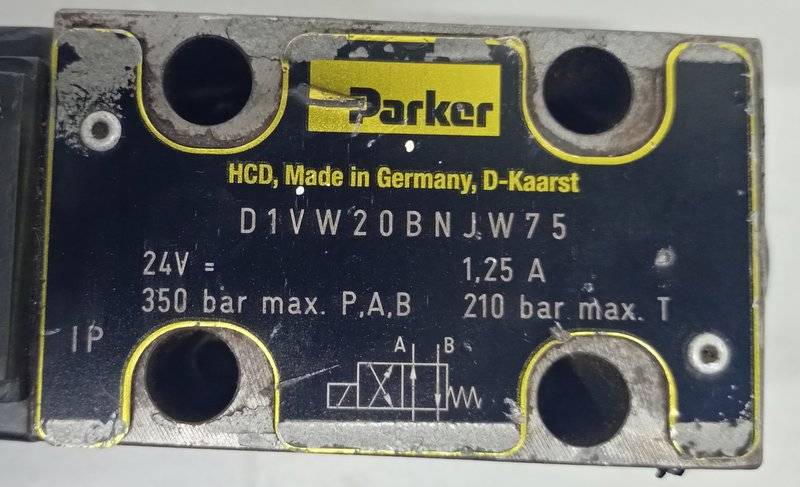 Parker
HCD, Made in Germany, D-Kaarst
D1VW20BNJW75
24V = 1,25 A
350 bar max. P,A,B 210 bar max. T
IP
A B